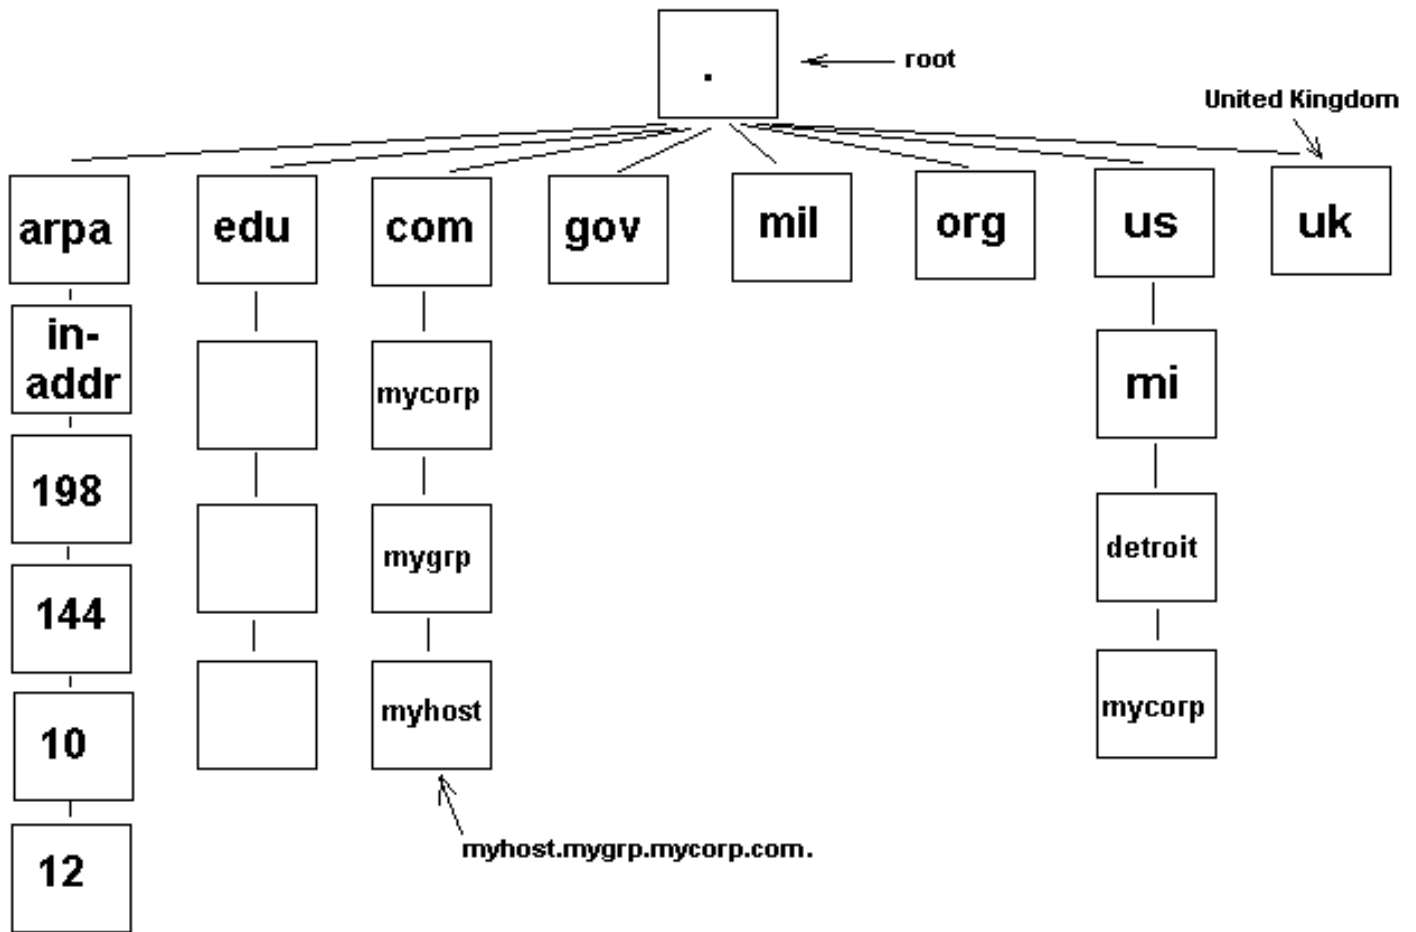 .
root
United Kingdom
arpa
edu
com
gov
mil
org
us
uk
in-
addr
mycorp
mi
198
mygrp
detroit
144
myhost
mycorp
10
myhost.mygrp.mycorp.com.
12